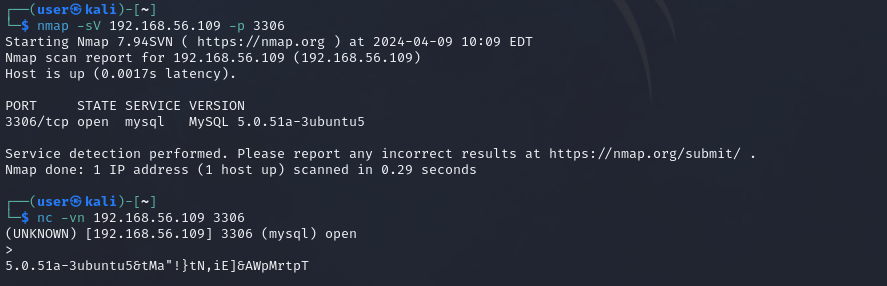 ┌──(user㉿kali)-[~]
└─$ nmap -sV 192.168.56.109 -p 3306
Starting Nmap 7.94SVN ( https://nmap.org ) at 2024-04-09 10:09 EDT
Nmap scan report for 192.168.56.109 (192.168.56.109)
Host is up (0.0017s latency).
PORT     STATE SERVICE VERSION
3306/tcp open  mysql   MySQL 5.0.51a-3ubuntu5
Service detection performed. Please report any incorrect results at https://nmap.org/submit/ .
Nmap done: 1 IP address (1 host up) scanned in 0.29 seconds
┌──(user㉿kali)-[~]
└─$ nc -vn 192.168.56.109 3306
(UNKNOWN) [192.168.56.109] 3306 (mysql) open
>
5.0.51a-3ubuntu5&tMa"!}tN,iE]&AWpMrtpT